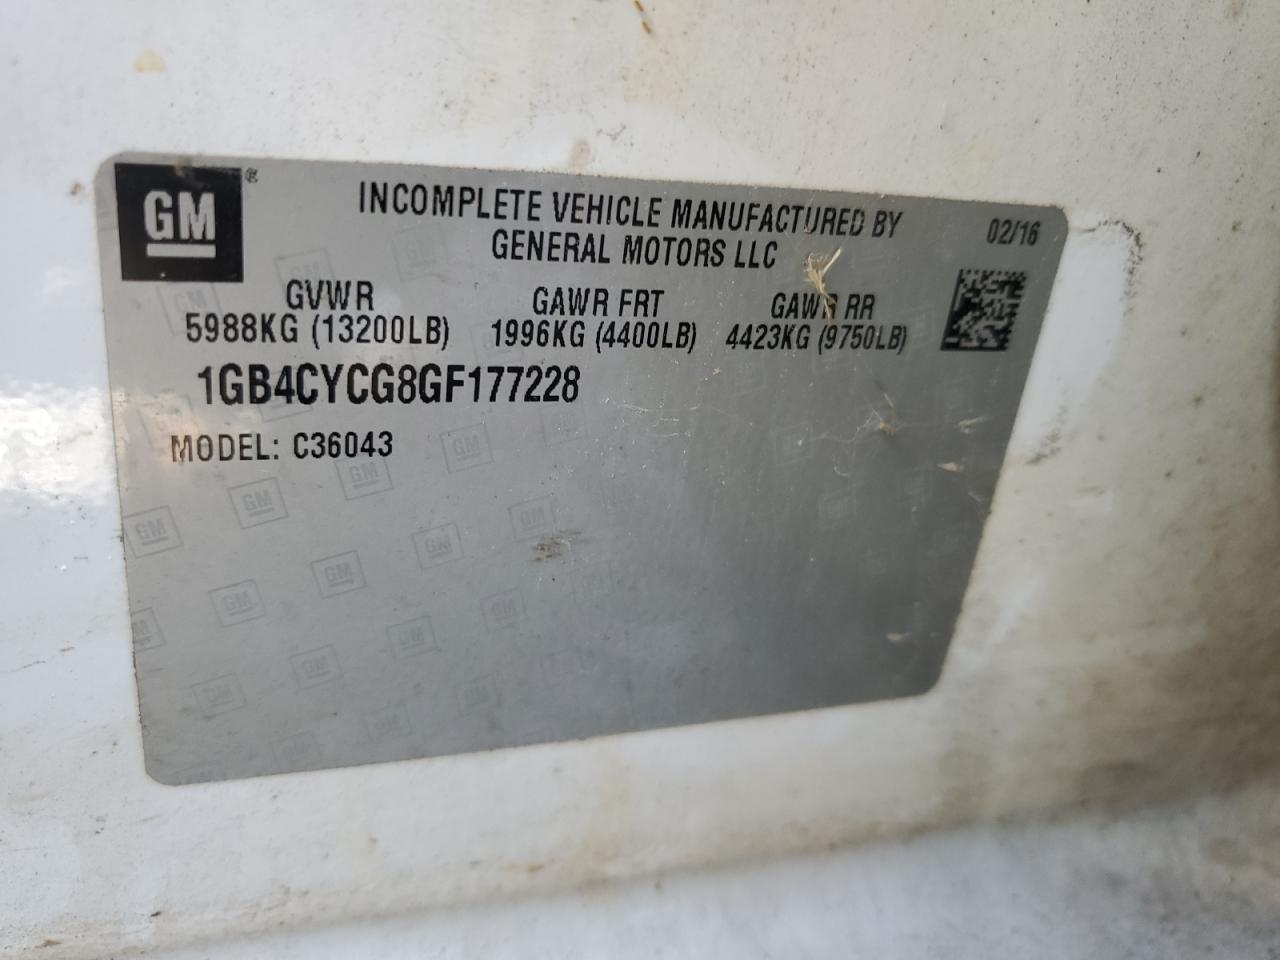 GM ®
INCOMPLETE VEHICLE MANUFACTURED BY
GENERAL MOTORS LLC
02/16
GVWR GAWR FRT GAWR RR
5988KG (13200LB) 1996KG (4400LB) 4423KG (9750LB)
1GB4CYCG8GF177228
MODEL: C36043